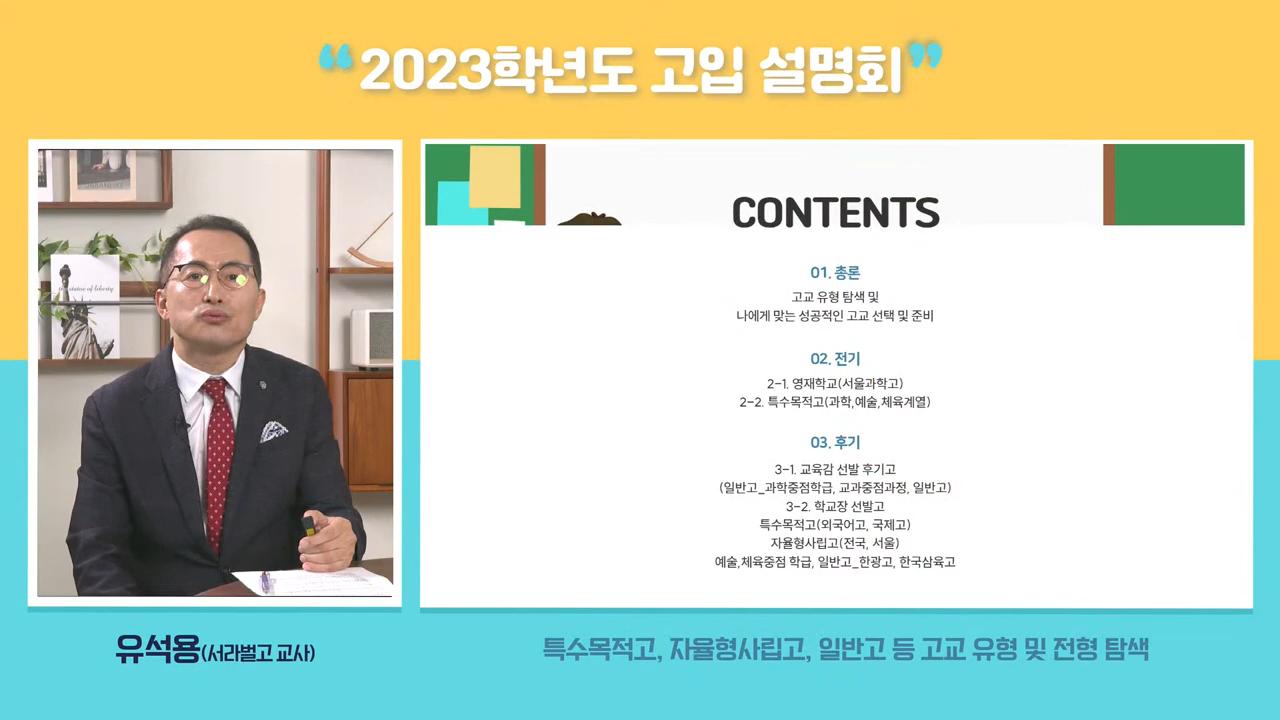 “2023학년도 고입 설명회”
the statue of liberty
CONTENTS
01. 총론
고교 유형 탐색 및
나에게 맞는 성공적인 고교 선택 및 준비
02. 전기
2-1. 영재학교(서울과학고)
2-2. 특수목적고(과학,예술,체육계열)
03. 후기
3-1. 교육감 선발 후기고
(일반고_과학중점학급, 교과중점과정, 일반고)
3-2. 학교장 선발고
특수목적고(외국어고, 국제고)
자율형사립고(전국, 서울)
예술,체육중점 학급, 일반고_한광고, 한국삼육고
유석용(서라벌고 교사)
특수목적고, 자율형사립고, 일반고 등 고교 유형 및 전형 탐색